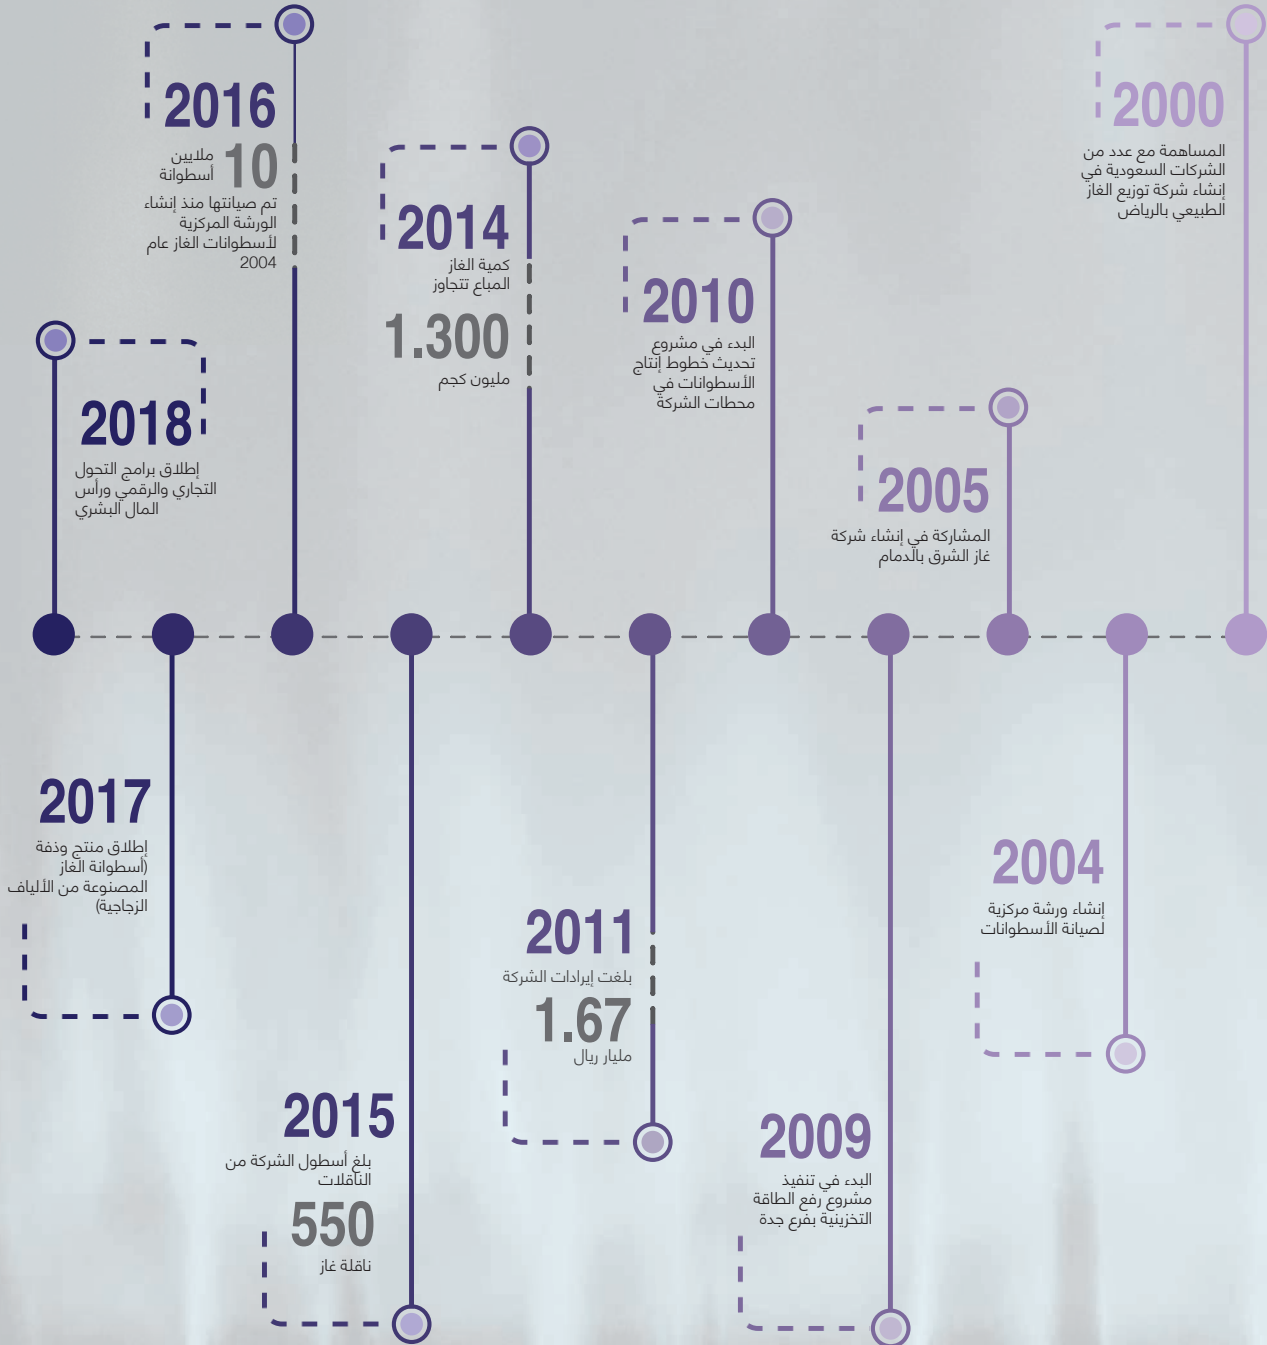 2000
المساهمة مع عدد من
الشركات السعودية في
إنشاء شركة توزيع الغاز
الطبيعي بالرياض
2004
إنشاء ورشة مركزية
لصيانة الأسطوانات
2005
المشاركة في إنشاء شركة
غاز الشرق بالدمام
2009
البدء في تنفيذ
مشروع رفع الطاقة
التخزينية بفرع جدة
2010
البدء في مشروع
تحديث خطوط إنتاج
الأسطوانات في
محطات الشركة
2011
بلغت إيرادات الشركة
1.67
مليار ريال
2014
كمية الغاز
المباع تتجاوز
1.300
مليون كجم
2015
بلغ أسطول الشركة من
الناقلات
550
ناقلة غاز
2016
10 ملايين
أسطوانة
تم صيانتها منذ إنشاء
الورشة المركزية
لأسطوانات الغاز عام
2004
2017
إطلاق منتج وذفة
(أسطوانة الغاز
المصنوعة من الألياف
الزجاجية)
2018
إطلاق برامج التحول
التجاري والرقمي ورأس
المال البشري